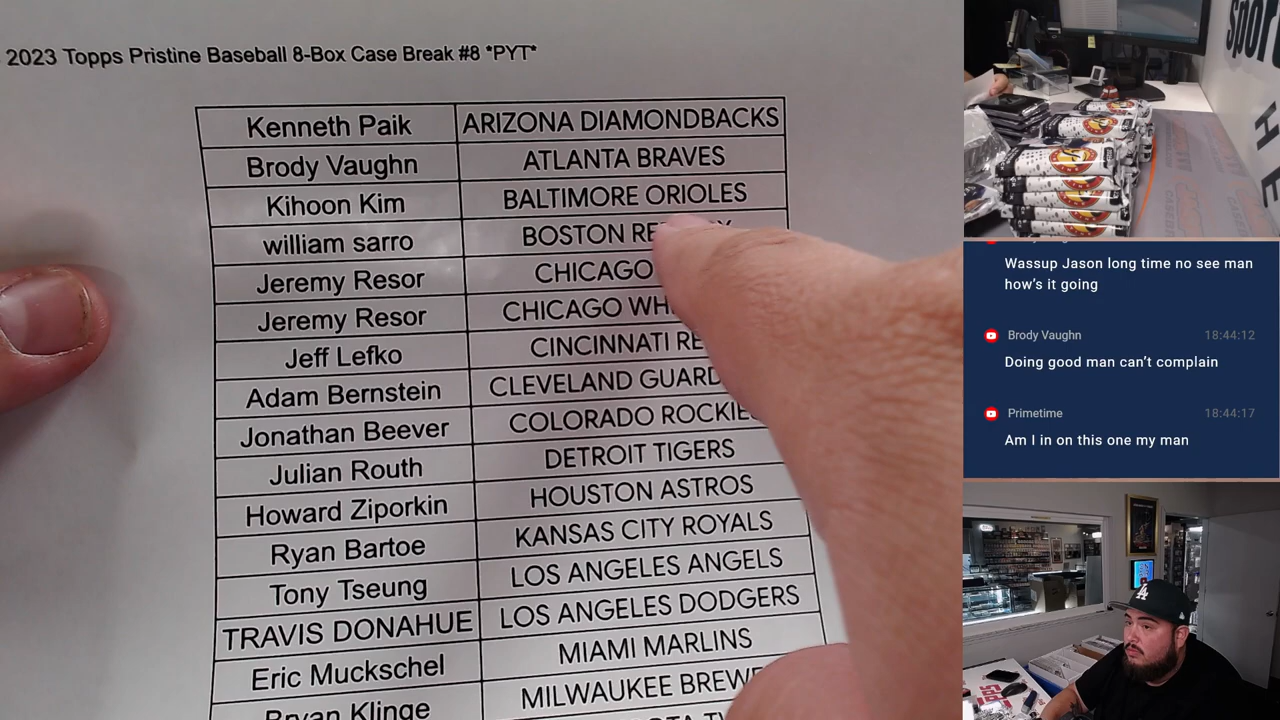 2023 Topps Pristine Baseball 8-Box Case Break #8 *PYT*
Kenneth Paik ARIZONA DIAMONDBACKS
Brody Vaughn ATLANTA BRAVES
Kihoon Kim BALTIMORE ORIOLES
william sarro BOSTON
Jeremy Resor CHICAGO
Jeremy Resor CHICAGO
Jeff Lefko CINCINNATI
Adam Bernstein CLEVELAND
Jonathan Beever COLORADO ROCKIE
Julian Routh DETROIT TIGERS
Howard Ziporkin HOUSTON ASTROS
Ryan Bartoe KANSAS CITY ROYALS
Tony Tseung LOS ANGELES ANGELS
TRAVIS DONAHUE LOS ANGELES DODGERS
Eric Muckschel MIAMI MARLINS
Bryan Klinge MILWAUKEE BREWE
Wassup Jason long time no see man
how's it going
Brody Vaughn 18:44:12
Doing good man can't complain
Primetime 18:44:17
Am I in on this one my man
LA